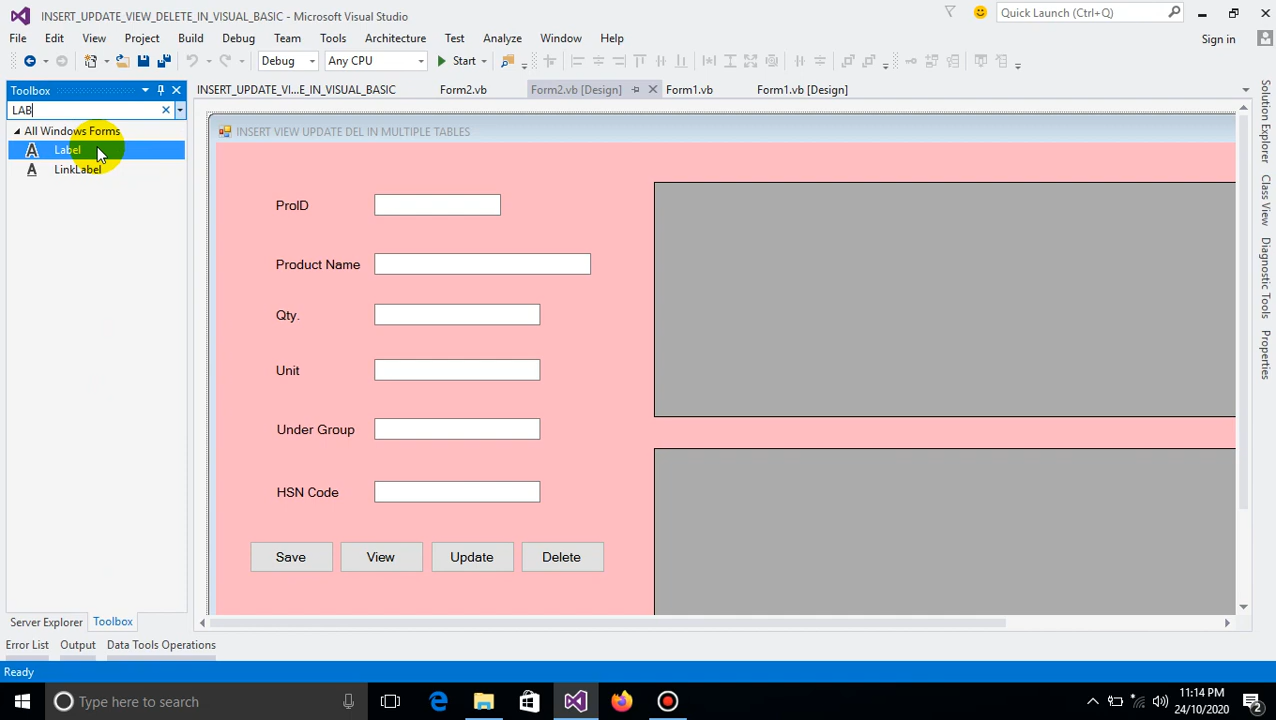 INSERT_UPDATE_VIEW_DELETE_IN_VISUAL_BASIC - Microsoft Visual Studio
Quick Launch (Ctrl+Q)
File Edit View Project Build Debug Team Tools Architecture Test Analyze Window Help
Sign in
Debug Any CPU Start
Toolbox
INSERT_UPDATE_VI...E_IN_VISUAL_BASIC Form2.vb Form2.vb [Design] Form1.vb Form1.vb [Design]
LAB
All Windows Forms
Label
LinkLabel
INSERT VIEW UPDATE DEL IN MULTIPLE TABLES
ProID
Product Name
Qty.
Unit
Under Group
HSN Code
Save View Update Delete
Solution Explorer
Class View
Diagnostic Tools
Properties
Server Explorer Toolbox
Error List Output Data Tools Operations
Ready
Type here to search
11:14 PM
24/10/2020
2